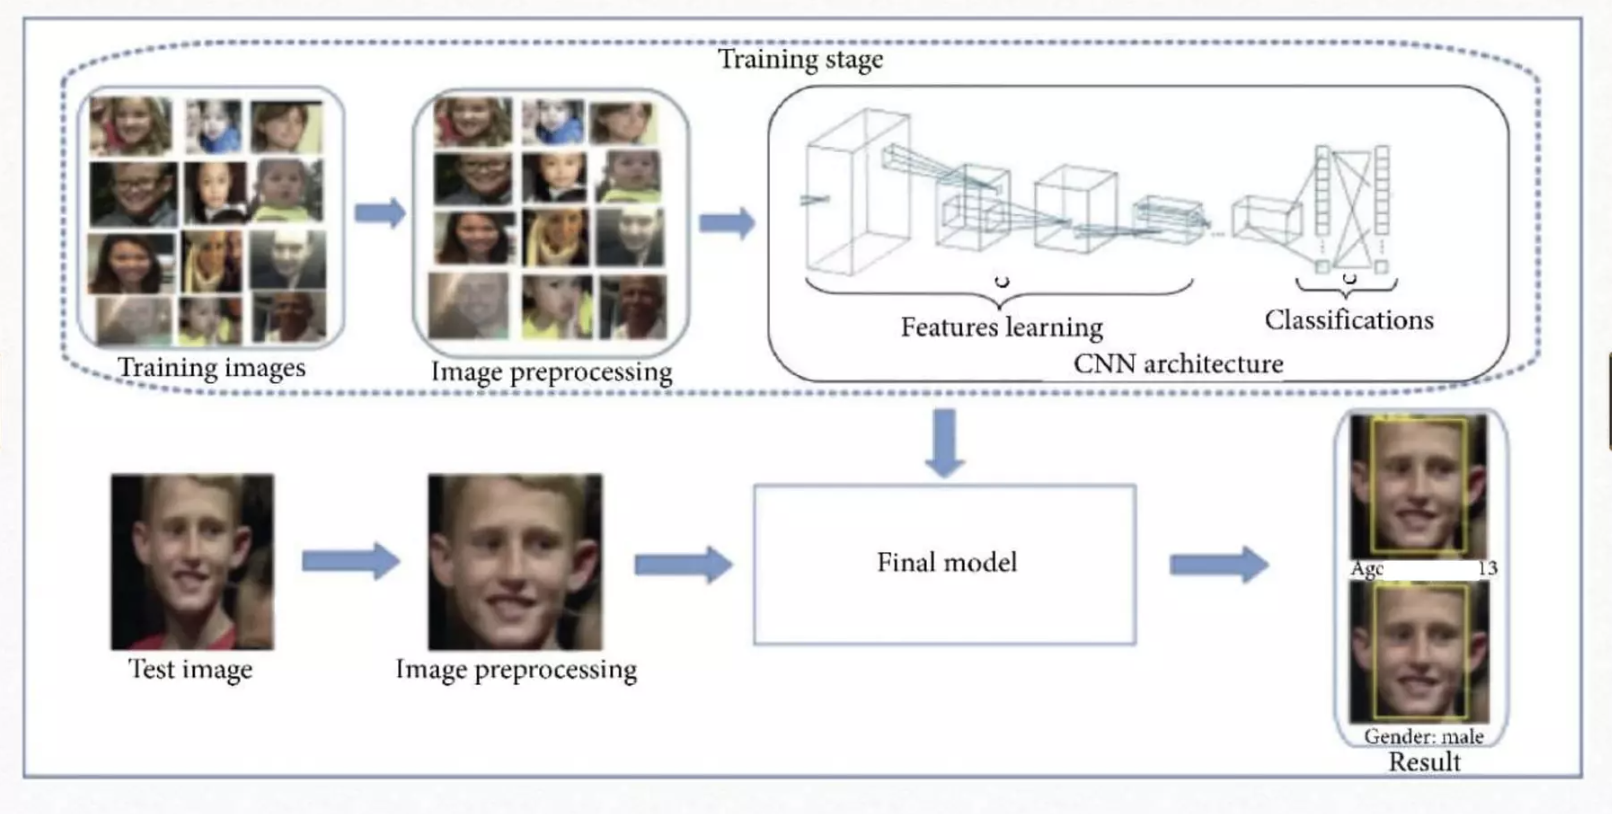 Training stage
Training images
Image preprocessing
Features learning
Classifications
CNN architecture
Test image
Image preprocessing
Final model
Age 13
Gender: male
Result